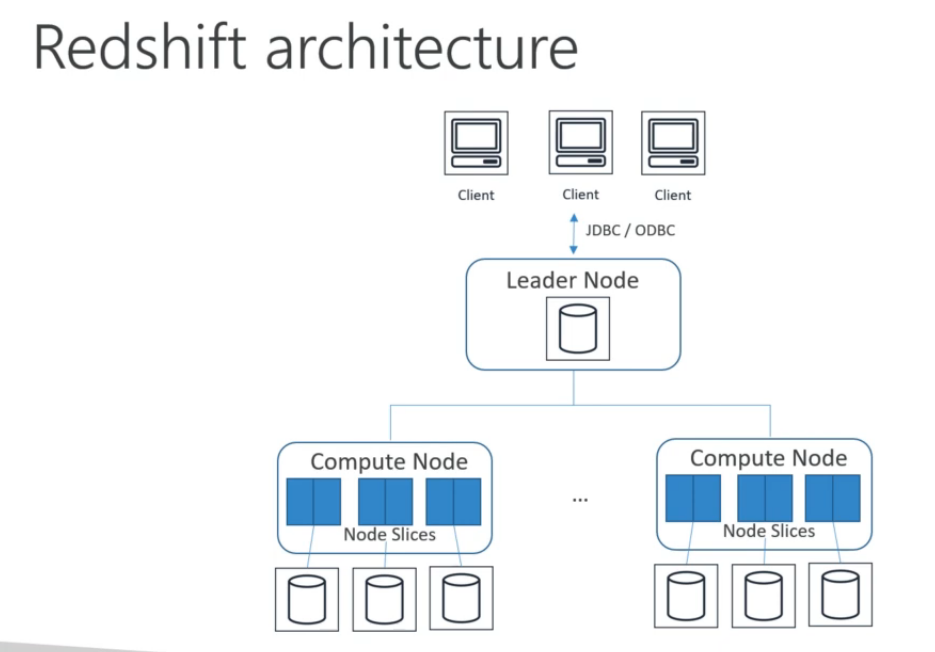 Redshift architecture
Client
Client
Client
JDBC / ODBC
Leader Node
Compute Node
Node Slices
...
Compute Node
Node Slices